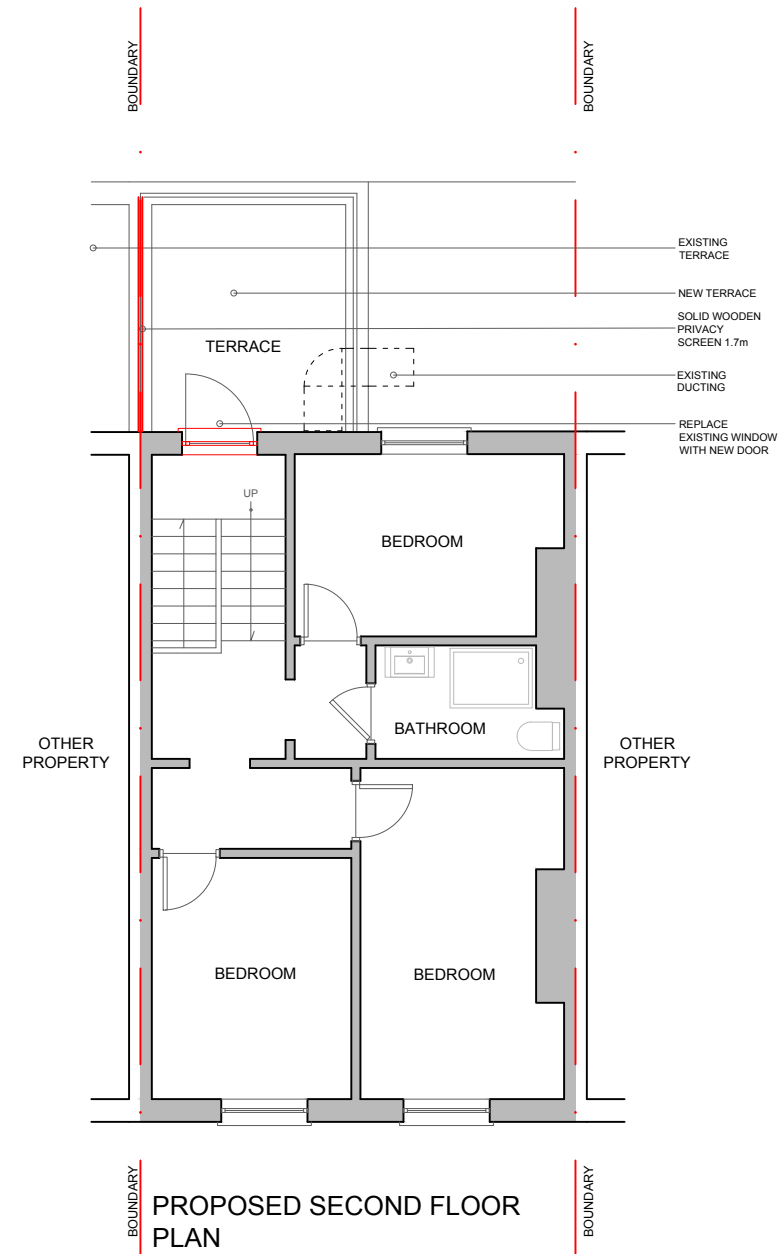 BOUNDARY
BOUNDARY
EXISTING
TERRACE
NEW TERRACE
SOLID WOODEN
PRIVACY
SCREEN 1.7m
TERRACE
EXISTING
DUCTING
REPLACE
EXISTING WINDOW
WITH NEW DOOR
UP
BEDROOM
BATHROOM
OTHER
PROPERTY
OTHER
PROPERTY
BEDROOM
BEDROOM
BOUNDARY
BOUNDARY
PROPOSED SECOND FLOOR
PLAN